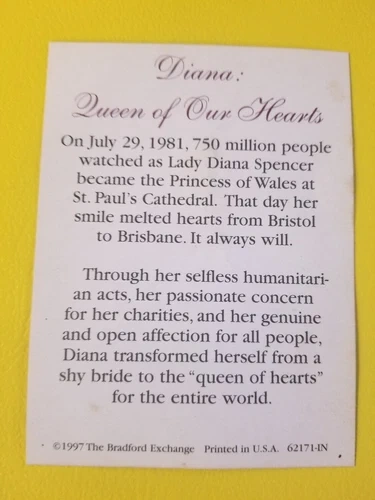 Diana:
Queen of Our Hearts
On July 29, 1981, 750 million people
watched as Lady Diana Spencer
became the Princess of Wales at
St. Paul's Cathedral. That day her
smile melted hearts from Bristol
to Brisbane. It always will.
Through her selfless humanitari-
an acts, her passionate concern
for her charities, and her genuine
and open affection for all people,
Diana transformed herself from a
shy bride to the “queen of hearts”
for the entire world.
©1997 The Bradford Exchange Printed in U.S.A. 62171-IN